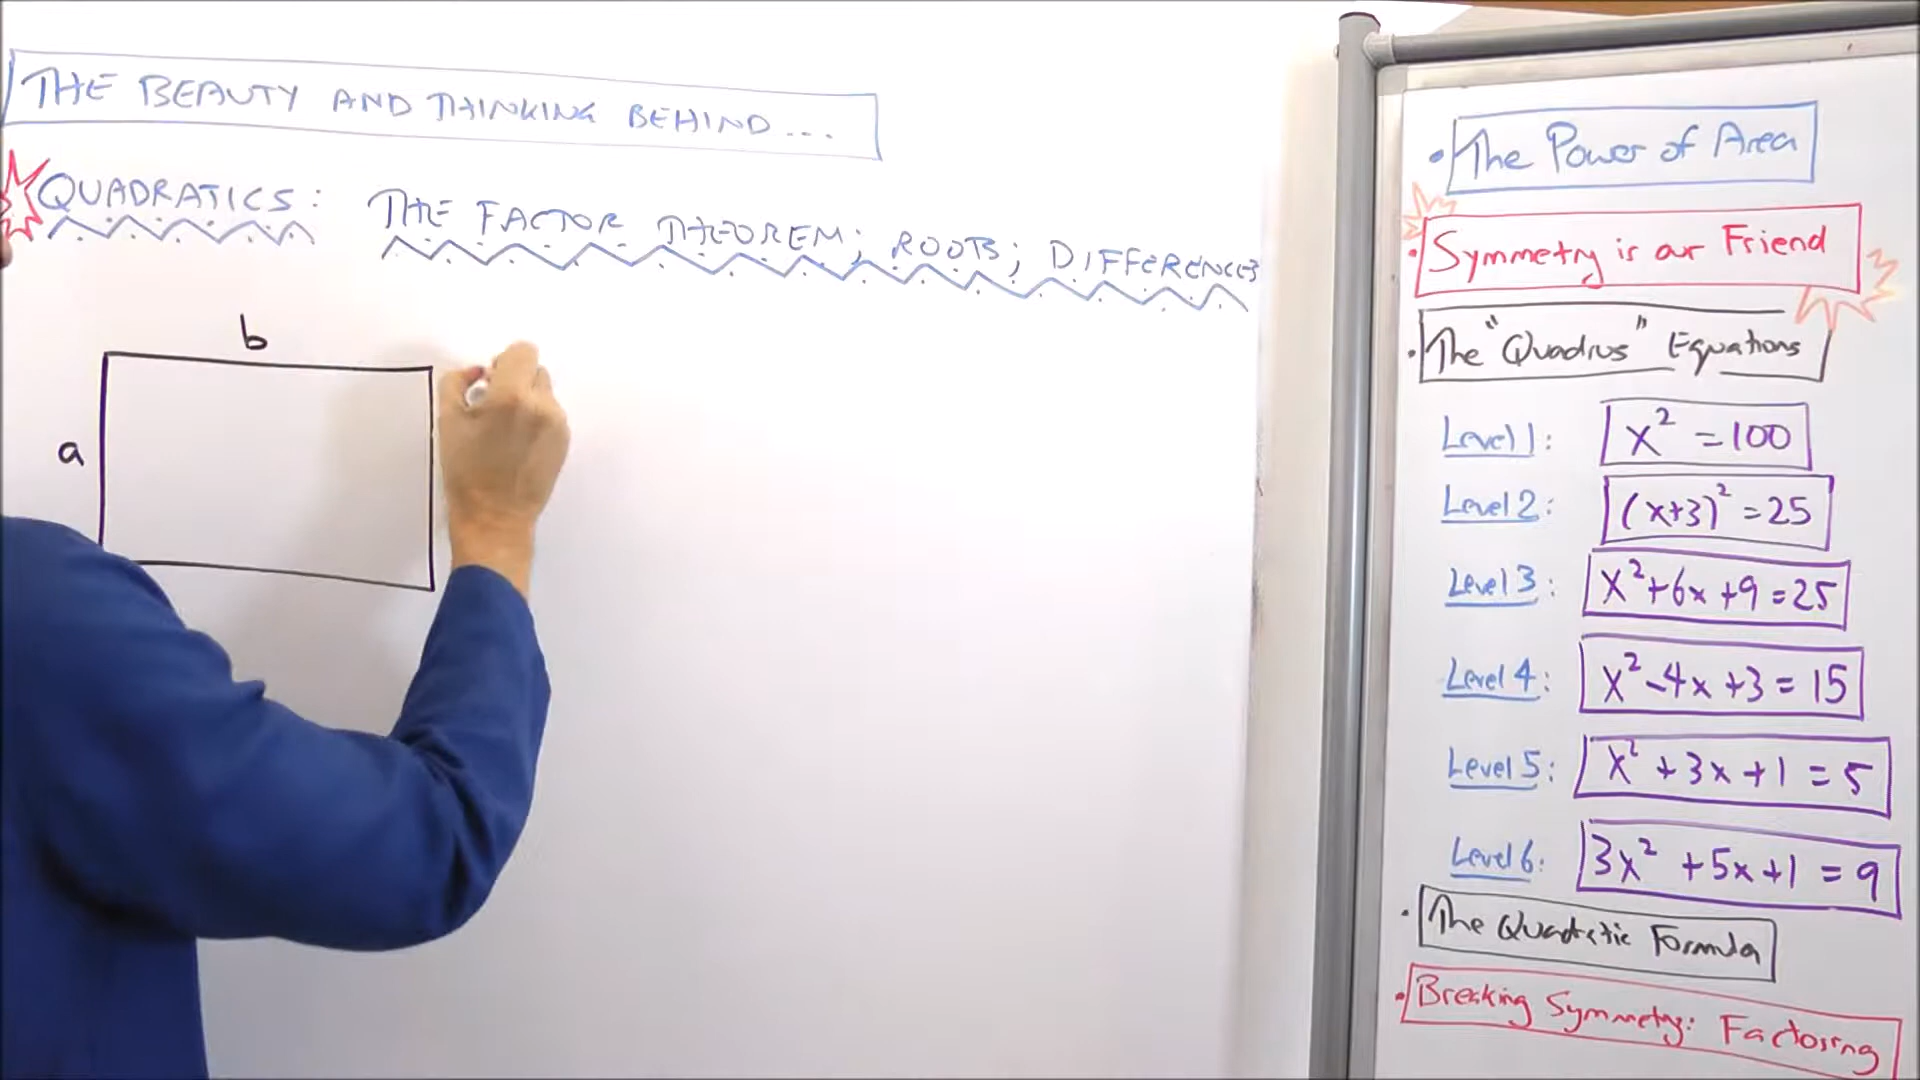 THE BEAUTY AND THINKING BEHIND...
QUADRATICS: THE FACTOR THEOREM; ROOTS; DIFFERENCES
b
a
• The Power of Area
• Symmetry is our Friend
• The "Quadrus" Equations
Level 1: x² = 100
Level 2: (x+3)² = 25
Level 3: x²+6x+9=25
Level 4: x²-4x+3=15
Level 5: x²+3x+1=5
Level 6: 3x²+5x+1=9
• The Quadratic Formula
• Breaking Symmetry: Factoring